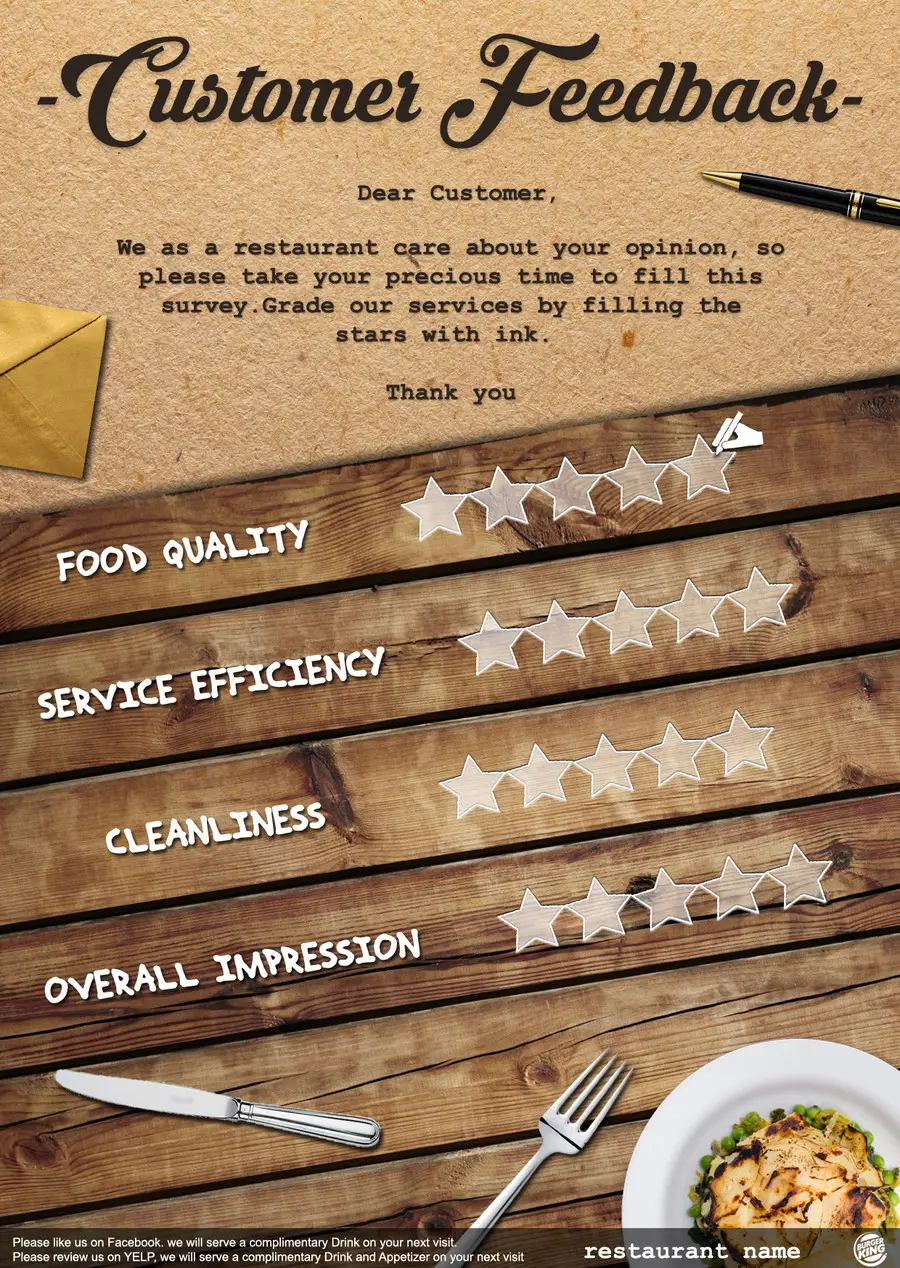 -Customer Feedback-
Dear Customer,
We as a restaurant care about your opinion, so
please take your precious time to fill this
survey.Grade our services by filling the
stars with ink.
Thank you
FOOD QUALITY
SERVICE EFFICIENCY
CLEANLINESS
OVERALL IMPRESSION
Please like us on Facebook. we will serve a complimentary Drink on your next visit.
Please review us on YELP, we will serve a complimentary Drink and Appetizer on your next visit
restaurant name
BURGER
KING